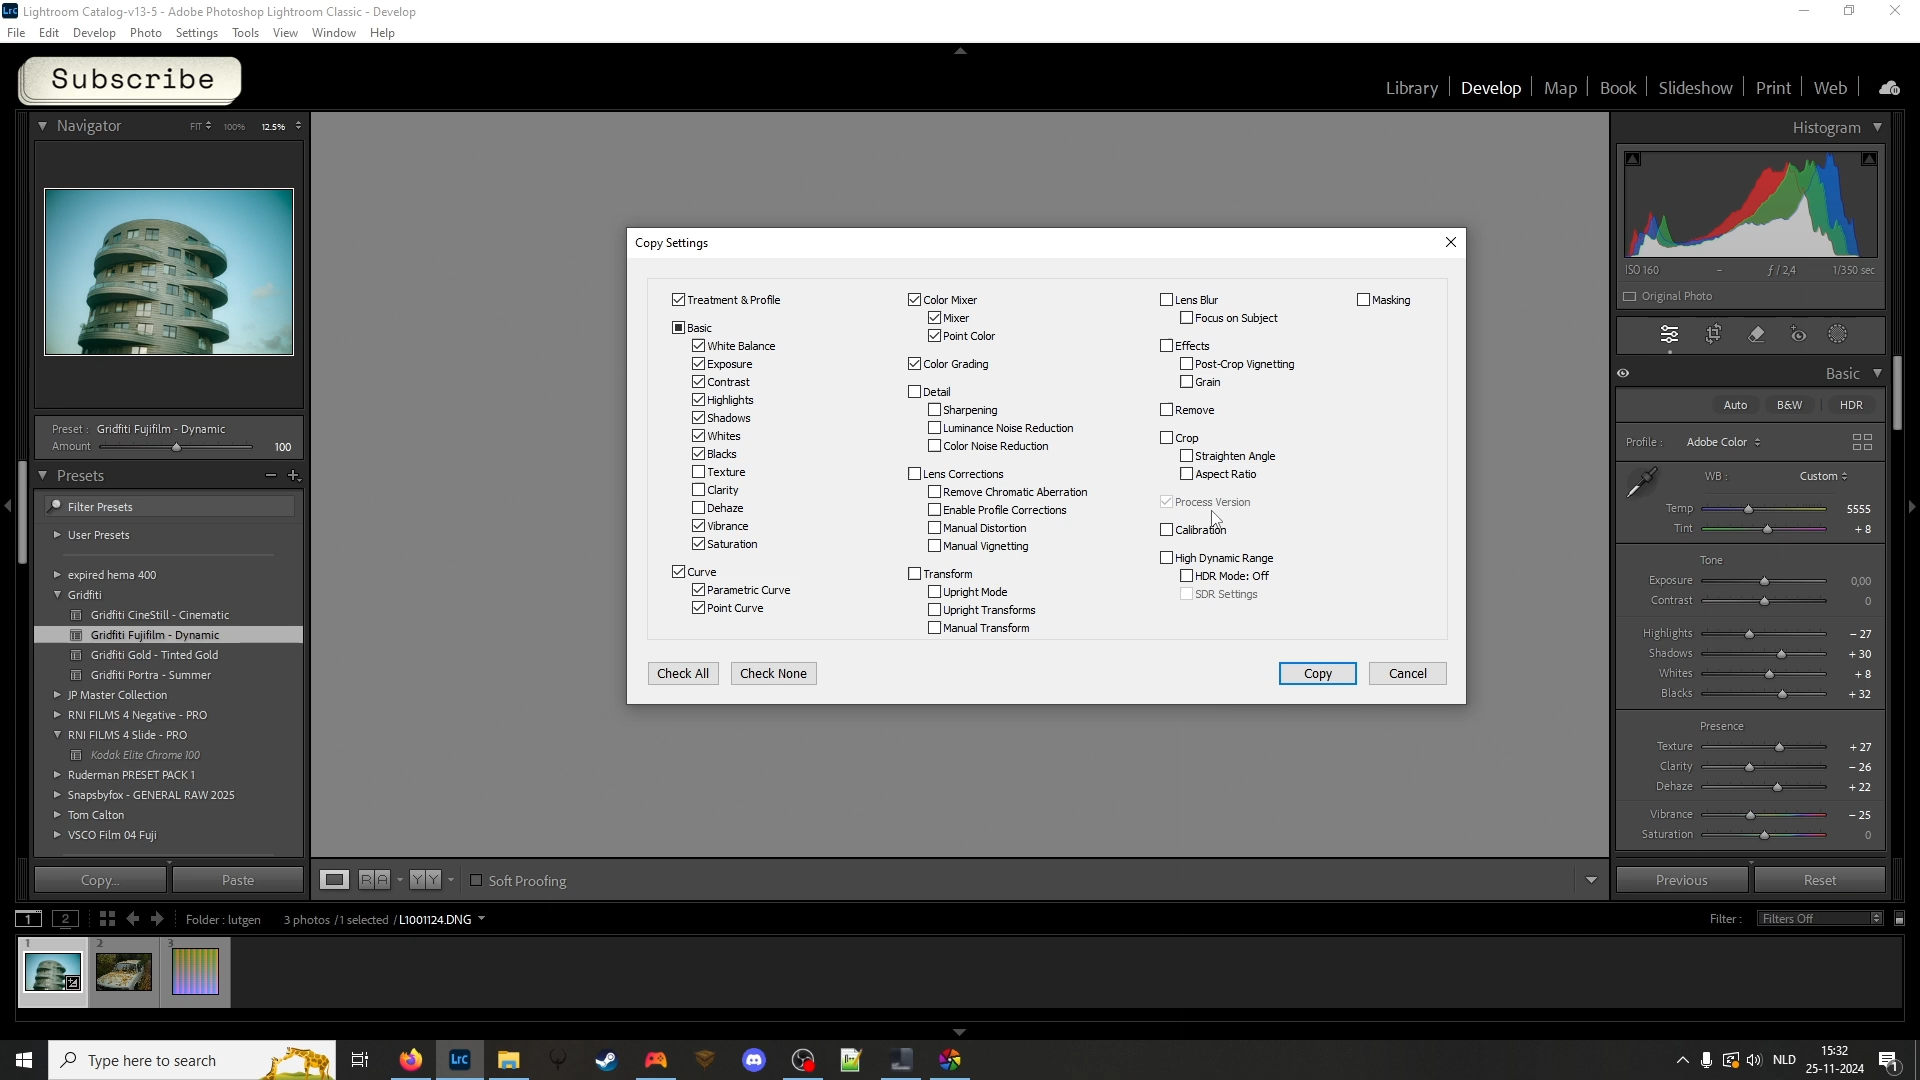 Lightroom Catalog-v13-5 - Adobe Photoshop Lightroom Classic - Develop
File Edit Develop Photo Settings Tools View Window Help
Subscribe
Library Develop Map Book Slideshow Print Web
Navigator FIT 100% 12.5%
Histogram
ISO 160 - f / 2,4 1/350 sec
Original Photo
Preset : Gridfiti Fujifilm - Dynamic
Amount 100
Presets
Filter Presets
User Presets
expired hema 400
Gridfiti
Gridfiti CineStill - Cinematic
Gridfiti Fujifilm - Dynamic
Gridfiti Gold - Tinted Gold
Gridfiti Portra - Summer
JP Master Collection
RNI FILMS 4 Negative - PRO
RNI FILMS 4 Slide - PRO
Kodak Elite Chrome 100
Ruderman PRESET PACK 1
Snapsbyfox - GENERAL RAW 2025
Tom Calton
VSCO Film 04 Fuji
Copy... Paste
Copy Settings
Treatment & Profile
Basic
White Balance
Exposure
Contrast
Highlights
Shadows
Whites
Blacks
Texture
Clarity
Dehaze
Vibrance
Saturation
Curve
Parametric Curve
Point Curve
Color Mixer
Mixer
Point Color
Color Grading
Detail
Sharpening
Luminance Noise Reduction
Color Noise Reduction
Lens Corrections
Remove Chromatic Aberration
Enable Profile Corrections
Manual Distortion
Manual Vignetting
Transform
Upright Mode
Upright Transforms
Manual Transform
Lens Blur
Focus on Subject
Effects
Post-Crop Vignetting
Grain
Remove
Crop
Straighten Angle
Aspect Ratio
Process Version
Calibration
High Dynamic Range
HDR Mode: Off
SDR Settings
Masking
Check All Check None Copy Cancel
Basic
Auto B&W HDR
Profile : Adobe Color
WB : Custom
Temp 5555
Tint + 8
Tone
Exposure 0,00
Contrast 0
Highlights - 27
Shadows + 30
Whites + 8
Blacks + 32
Presence
Texture + 27
Clarity - 26
Dehaze + 22
Vibrance - 25
Saturation 0
Previous Reset
R A Y Y Soft Proofing
1 2 Folder : lutgen 3 photos / 1 selected / L1001124.DNG Filter : Filters Off
1 2 3
Type here to search
Lrc
NLD 15:32
25-11-2024
1